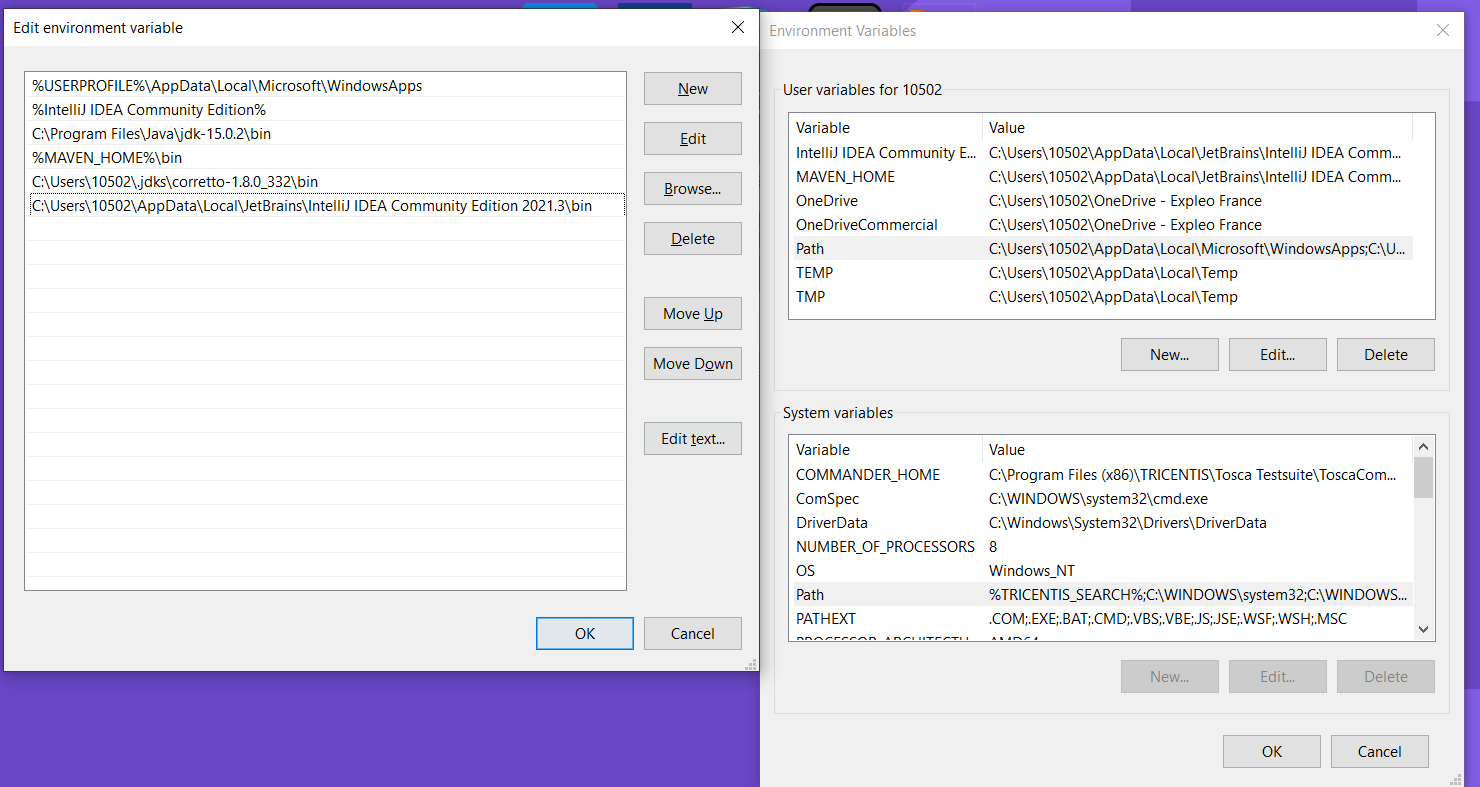 Edit environment variable
%USERPROFILE%\AppData\Local\Microsoft\WindowsApps
%IntelliJ IDEA Community Edition%
C:\Program Files\Java\jdk-15.0.2\bin
%MAVEN_HOME%\bin
C:\Users\10502\.jdks\corretto-1.8.0_332\bin
C:\Users\10502\AppData\Local\JetBrains\IntelliJ IDEA Community Edition 2021.3\bin
New
Edit
Browse...
Delete
Move Up
Move Down
Edit text...
OK
Cancel
Environment Variables
User variables for 10502
Variable Value
IntelliJ IDEA Community E... C:\Users\10502\AppData\Local\JetBrains\IntelliJ IDEA Comm...
MAVEN_HOME C:\Users\10502\AppData\Local\JetBrains\IntelliJ IDEA Comm...
OneDrive C:\Users\10502\OneDrive - Expleo France
OneDriveCommercial C:\Users\10502\OneDrive - Expleo France
Path C:\Users\10502\AppData\Local\Microsoft\WindowsApps;C:\U...
TEMP C:\Users\10502\AppData\Local\Temp
TMP C:\Users\10502\AppData\Local\Temp
New... Edit... Delete
System variables
Variable Value
COMMANDER_HOME C:\Program Files (x86)\TRICENTIS\Tosca Testsuite\ToscaCom...
ComSpec C:\WINDOWS\system32\cmd.exe
DriverData C:\Windows\System32\Drivers\DriverData
NUMBER_OF_PROCESSORS 8
OS Windows_NT
Path %TRICENTIS_SEARCH%;C:\WINDOWS\system32;C:\WINDOWS...
PATHEXT .COM;.EXE;.BAT;.CMD;.VBS;.VBE;.JS;.JSE;.WSF;.WSH;.MSC
New... Edit... Delete
OK Cancel